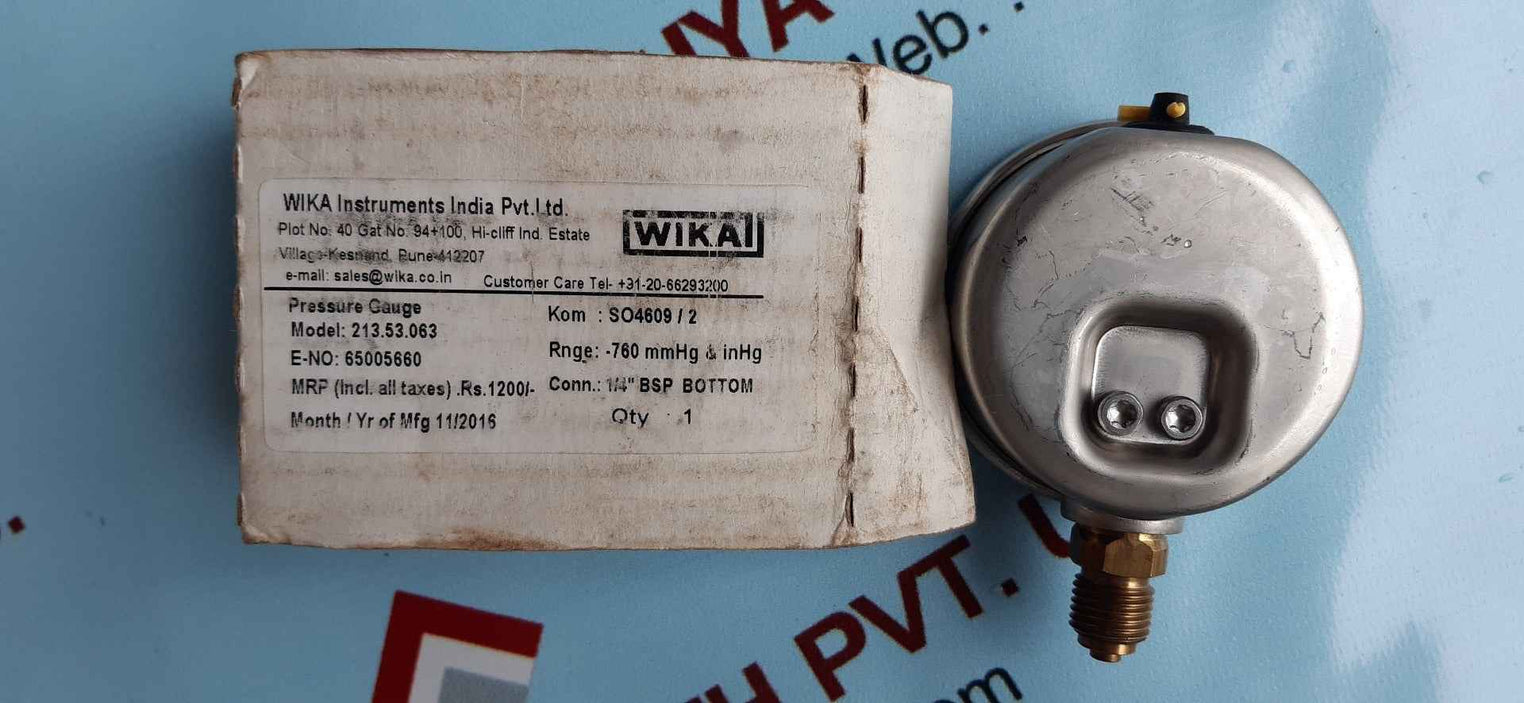 WIKA Instruments India Pvt.Ltd.
Plot No: 40 Gat No. 94+100, Hi-cliff Ind. Estate
Village-Kesnand, Pune-412207
e-mail: sales@wika.co.in
Customer Care Tel- +91-20-66293200
WIKA
Pressure Gauge
Model: 213.53.063
E-NO: 65005660
MRP (Incl. all taxes) .Rs.1200/-
Month / Yr of Mfg 11/2016
Kom : SO4609 / 2
Rnge: -760 mmHg & inHg
Conn.: 1/4" BSP BOTTOM
Qty : 1
Web.
PVT.